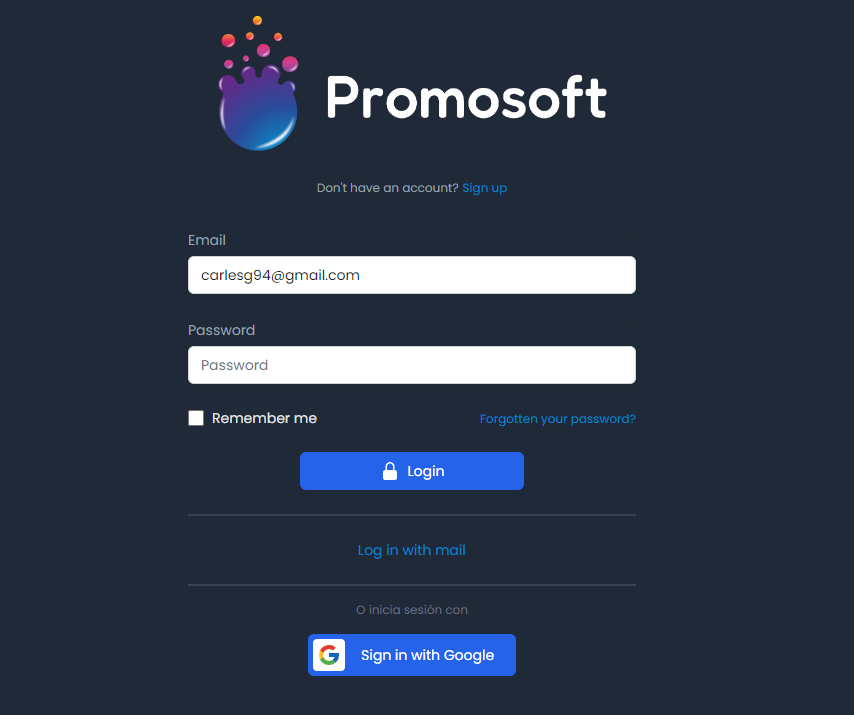 Promosoft
Don't have an account? Sign up
Email
carlesg94@gmail.com
Password
Password
Remember me
Forgotten your password?
Login
Log in with mail
O inicia sesión con
Sign in with Google